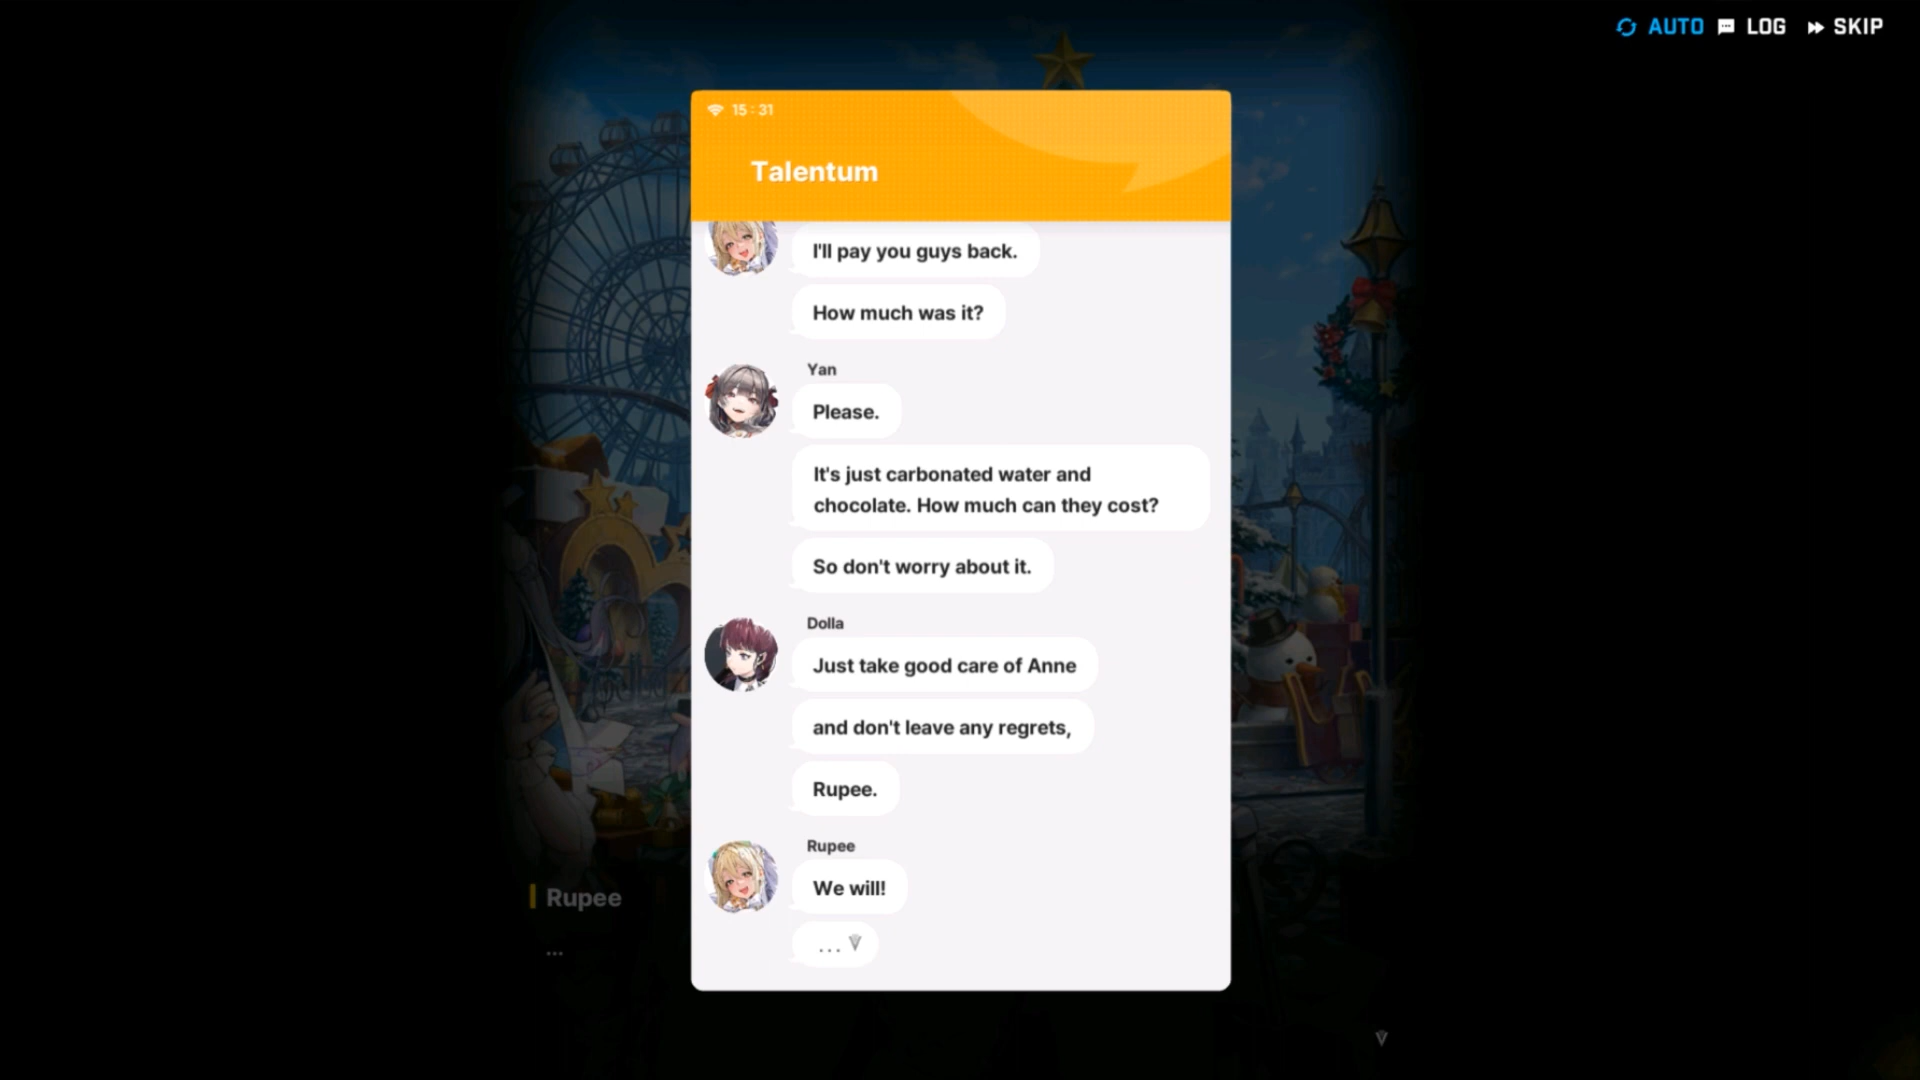 AUTO LOG SKIP
15:31
Talentum
I'll pay you guys back.
How much was it?
Yan
Please.
It's just carbonated water and
chocolate. How much can they cost?
So don't worry about it.
Dolla
Just take good care of Anne
and don't leave any regrets,
Rupee.
Rupee
We will!
...
Rupee
...